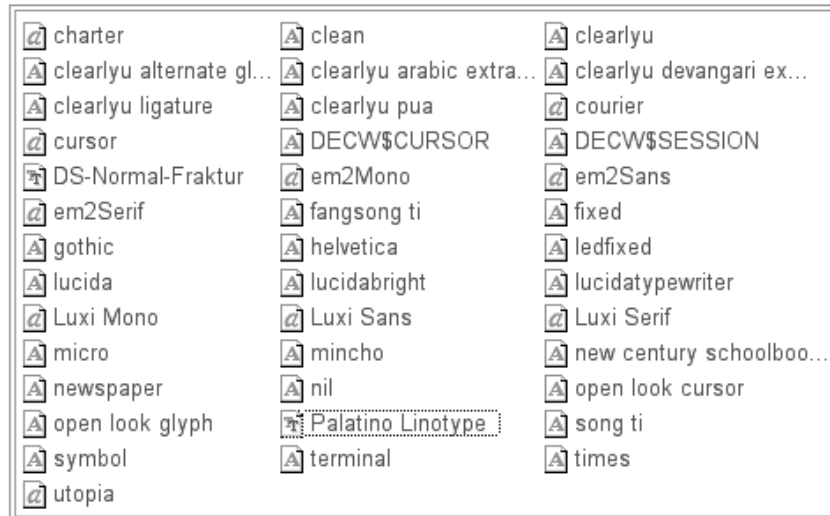 charter clean clearlyu
clearlyu alternate gl... clearlyu arabic extra... clearlyu devangari ex...
clearlyu ligature clearlyu pua courier
cursor DECW$CURSOR DECW$SESSION
DS-Normal-Fraktur em2Mono em2Sans
em2Serif fangsong ti fixed
gothic helvetica ledfixed
lucida lucidabright lucidatypewriter
Luxi Mono Luxi Sans Luxi Serif
micro mincho new century schoolboo...
newspaper nil open look cursor
open look glyph Palatino Linotype song ti
symbol terminal times
utopia